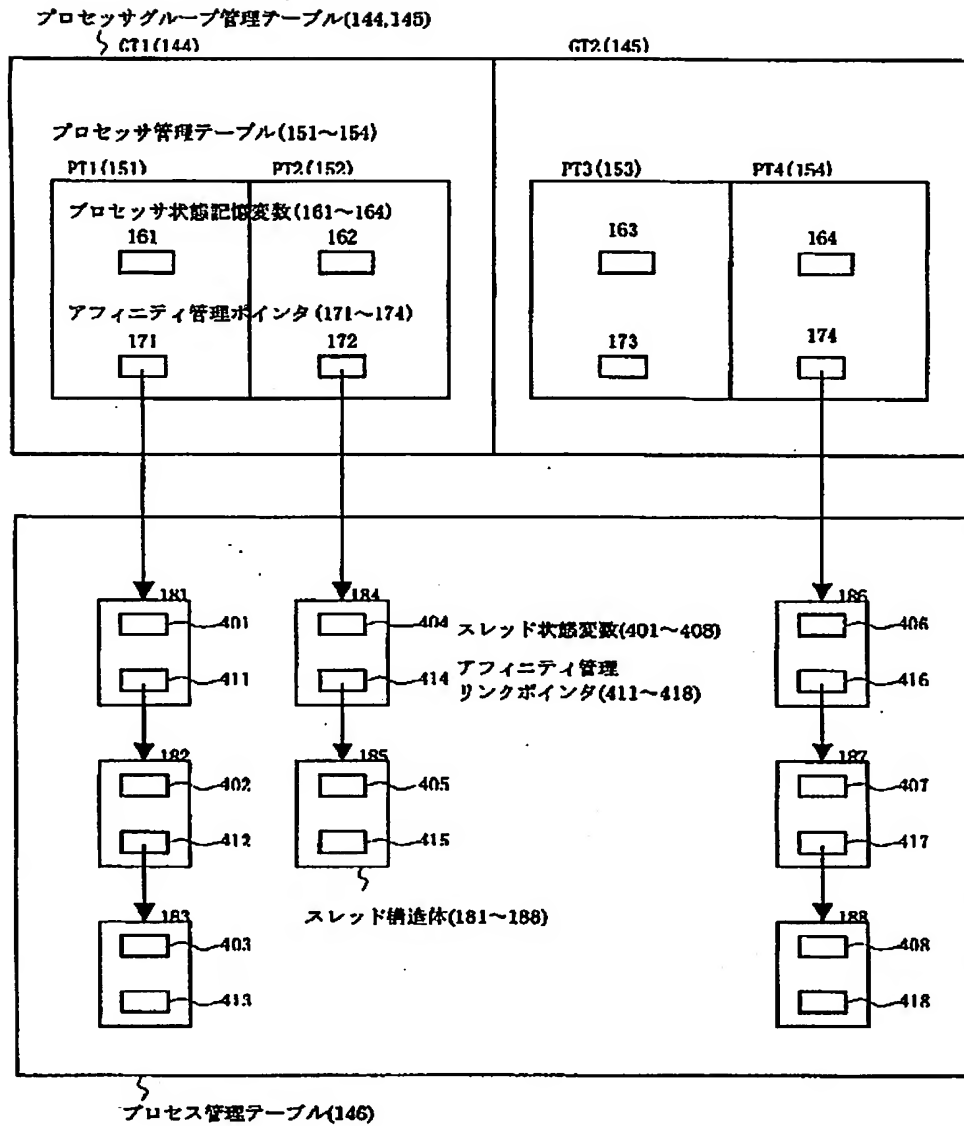 プロセッサグループ管理テーブル(144,145)
GT1(144) GT2(145)
プロセッサ管理テーブル(151～154)
PT1(151) PT2(152) PT3(153) PT4(154)
プロセッサ状態記憶変数(161～164)
161 162 163 164
アフィニティ管理ポインタ(171～174)
171 172 173 174
181 184 186
401 404 スレッド状態変数(401～408) 406
411 414 アフィニティ管理 416
リンクポインタ(411～418)
182 185 187
402 405 407
412 415 417
スレッド構造体(181～188)
183 188
403 408
413 418
プロセス管理テーブル(146)